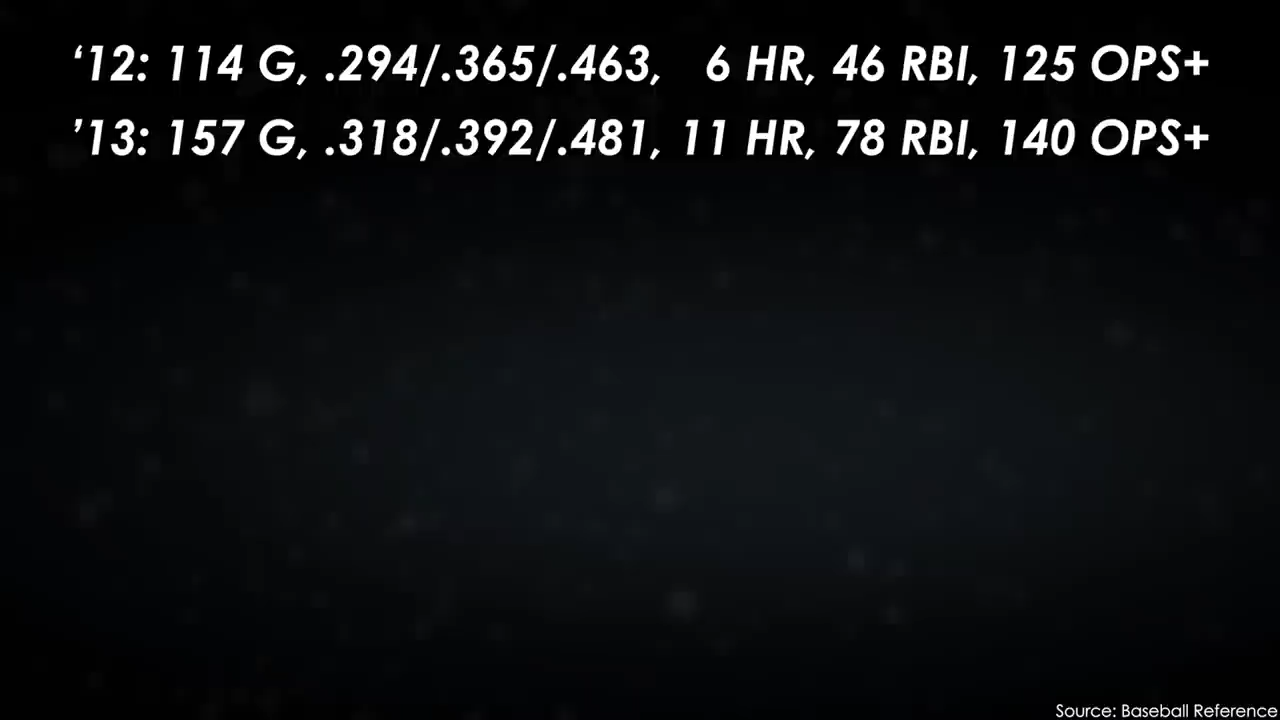 ‘12: 114 G, .294/.365/.463, 6 HR, 46 RBI, 125 OPS+
’13: 157 G, .318/.392/.481, 11 HR, 78 RBI, 140 OPS+
Source: Baseball Reference